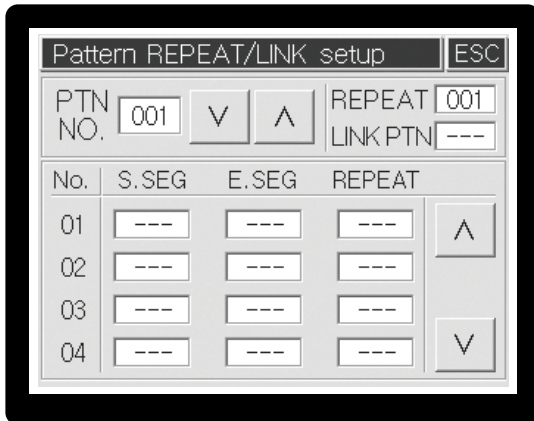 Pattern REPEAT/LINK setup ESC
PTN NO. 001 V Λ REPEAT 001
LINK PTN ---
No. S.SEG E.SEG REPEAT
01 --- --- --- Λ
02 --- --- ---
03 --- --- ---
04 --- --- --- V